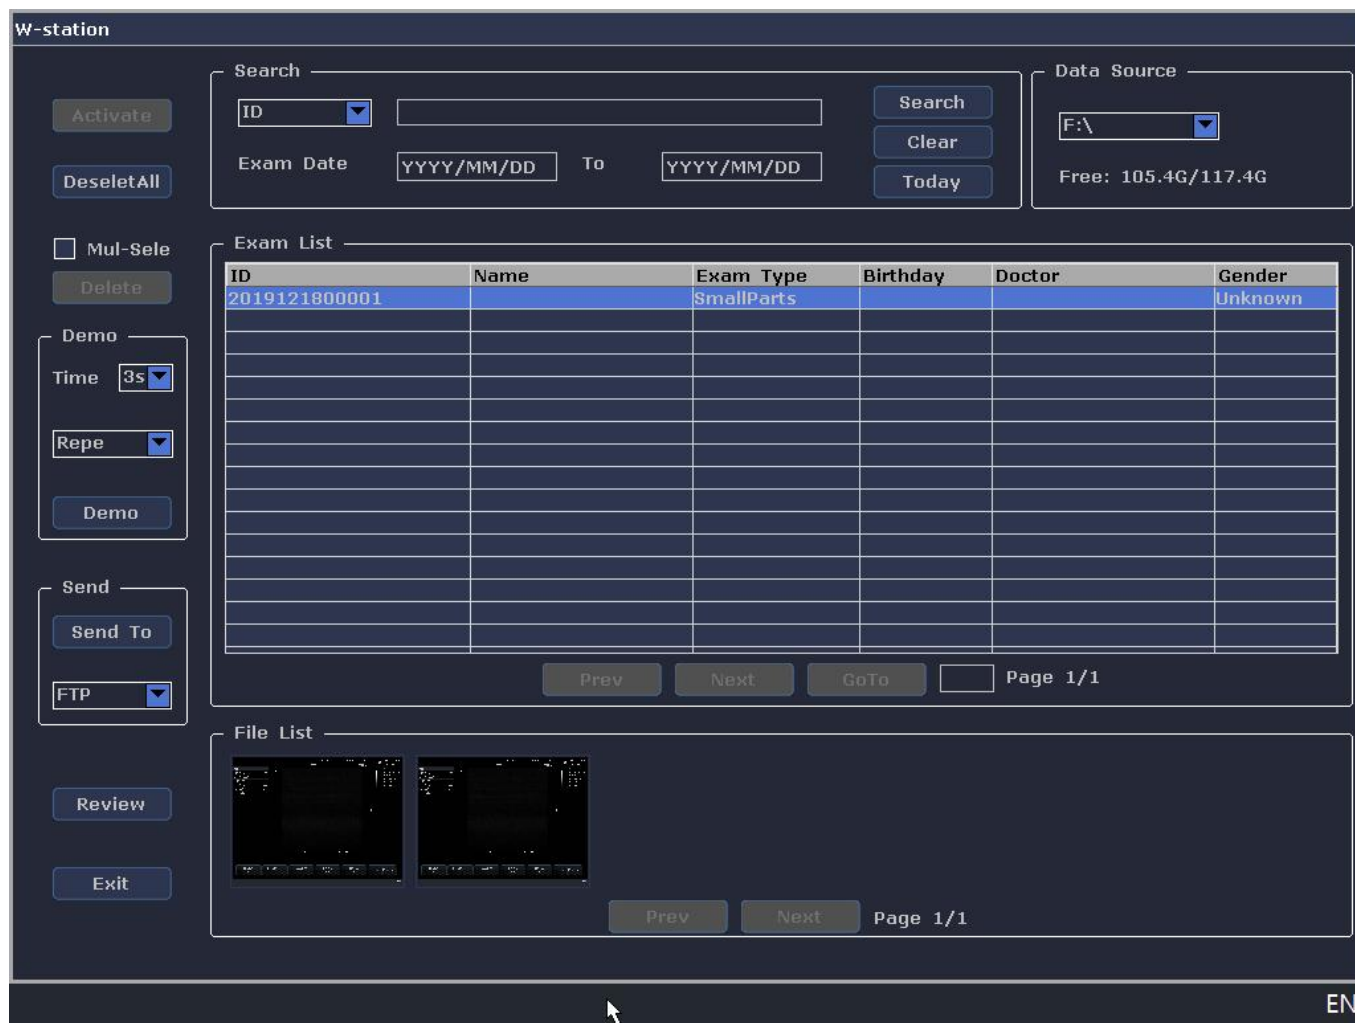 W-station
Search
Data Source
Activate
ID
Search
F:\
Clear
Exam Date YYYY/MM/DD To YYYY/MM/DD
DeseletAll
Today
Free: 105.4G/117.4G
Mul-Sele
Exam List
Delete
ID Name Exam Type Birthday Doctor Gender
2019121800001 SmallParts Unknown
Demo
Time 3s
Repe
Demo
Send
Send To
FTP
Prev Next GoTo Page 1/1
File List
Review
Exit
Prev Next Page 1/1
EN